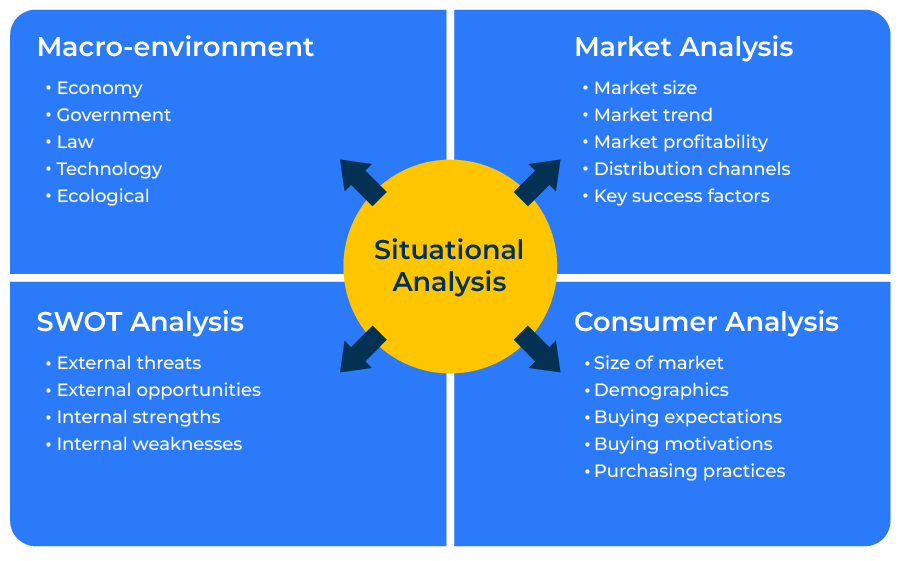 Macro-environment
• Economy
• Government
• Law
• Technology
• Ecological
Market Analysis
• Market size
• Market trend
• Market profitability
• Distribution channels
• Key success factors
Situational
Analysis
SWOT Analysis
• External threats
• External opportunities
• Internal strengths
• Internal weaknesses
Consumer Analysis
• Size of market
• Demographics
• Buying expectations
• Buying motivations
• Purchasing practices